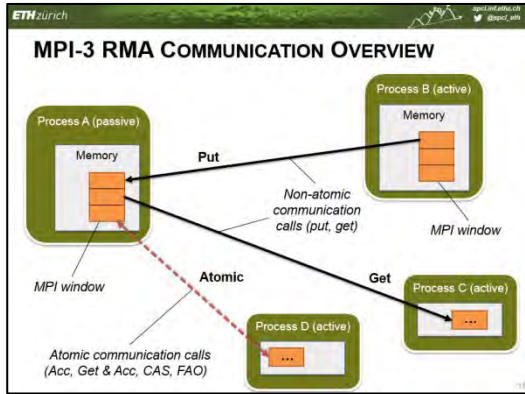 ETHzürich
spcl.inf.ethz.ch
@spcl_eth
MPI-3 RMA COMMUNICATION OVERVIEW
Process A (passive)
Memory
MPI window
Process B (active)
Memory
MPI window
Put
Non-atomic
communication
calls (put, get)
Atomic
Get
Process C (active)
...
Process D (active)
...
Atomic communication calls
(Acc, Get & Acc, CAS, FAO)